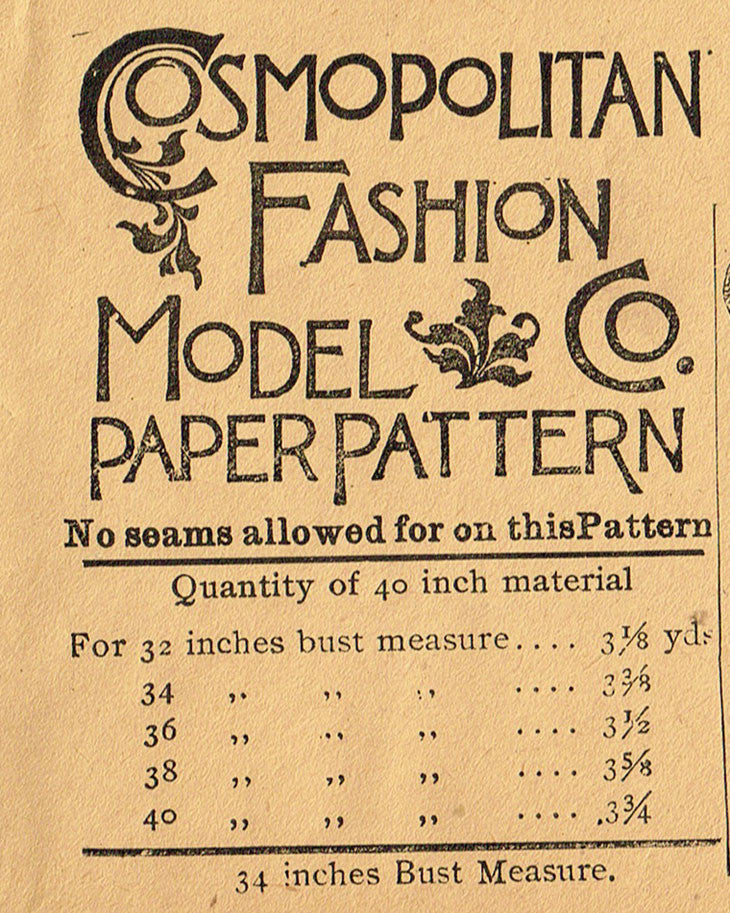 COSMOPOLITAN
FASHION
MODEL CO.
PAPER PATTERN
No seams allowed for on this Pattern
Quantity of 40 inch material
For 32 inches bust measure.... 3⅛ yds
34 ,, ,, ,, .... 3⅜
36 ,, ,, ,, .... 3½
38 ,, ,, ,, .... 3⅝
40 ,, ,, ,, .... 3¾
34 inches Bust Measure.